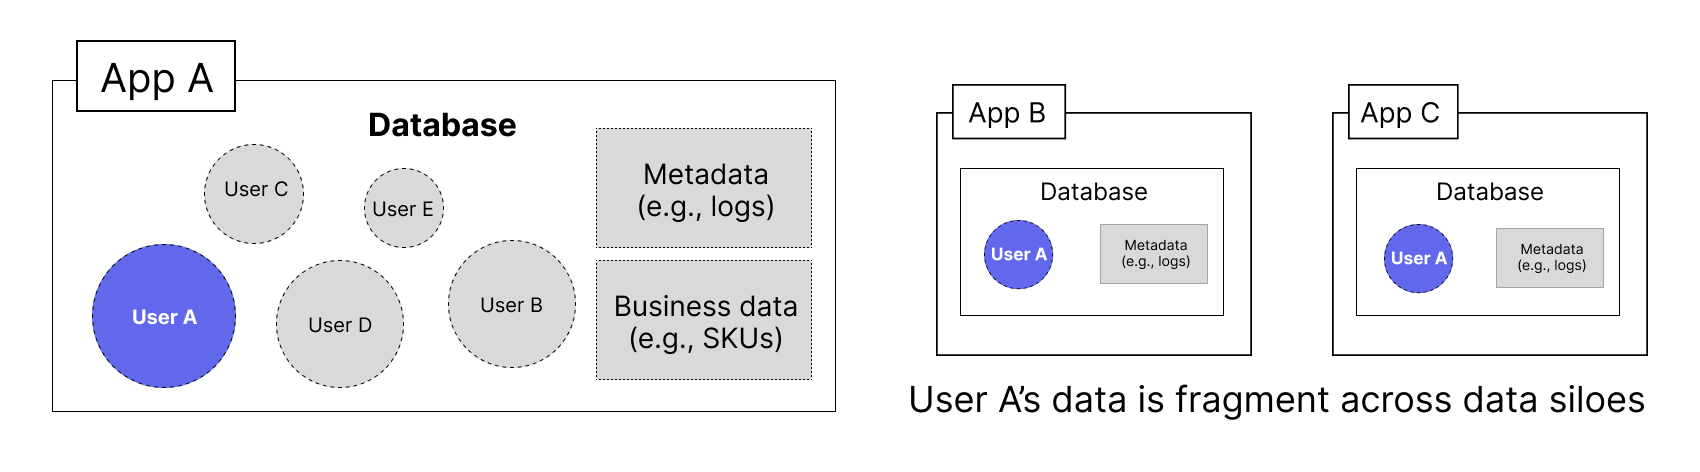 App A
Database
User C
User E
User A
User D
User B
Metadata
(e.g., logs)
Business data
(e.g., SKUs)
App B
Database
User A
Metadata
(e.g., logs)
App C
Database
User A
Metadata
(e.g., logs)
User A’s data is fragment across data siloes